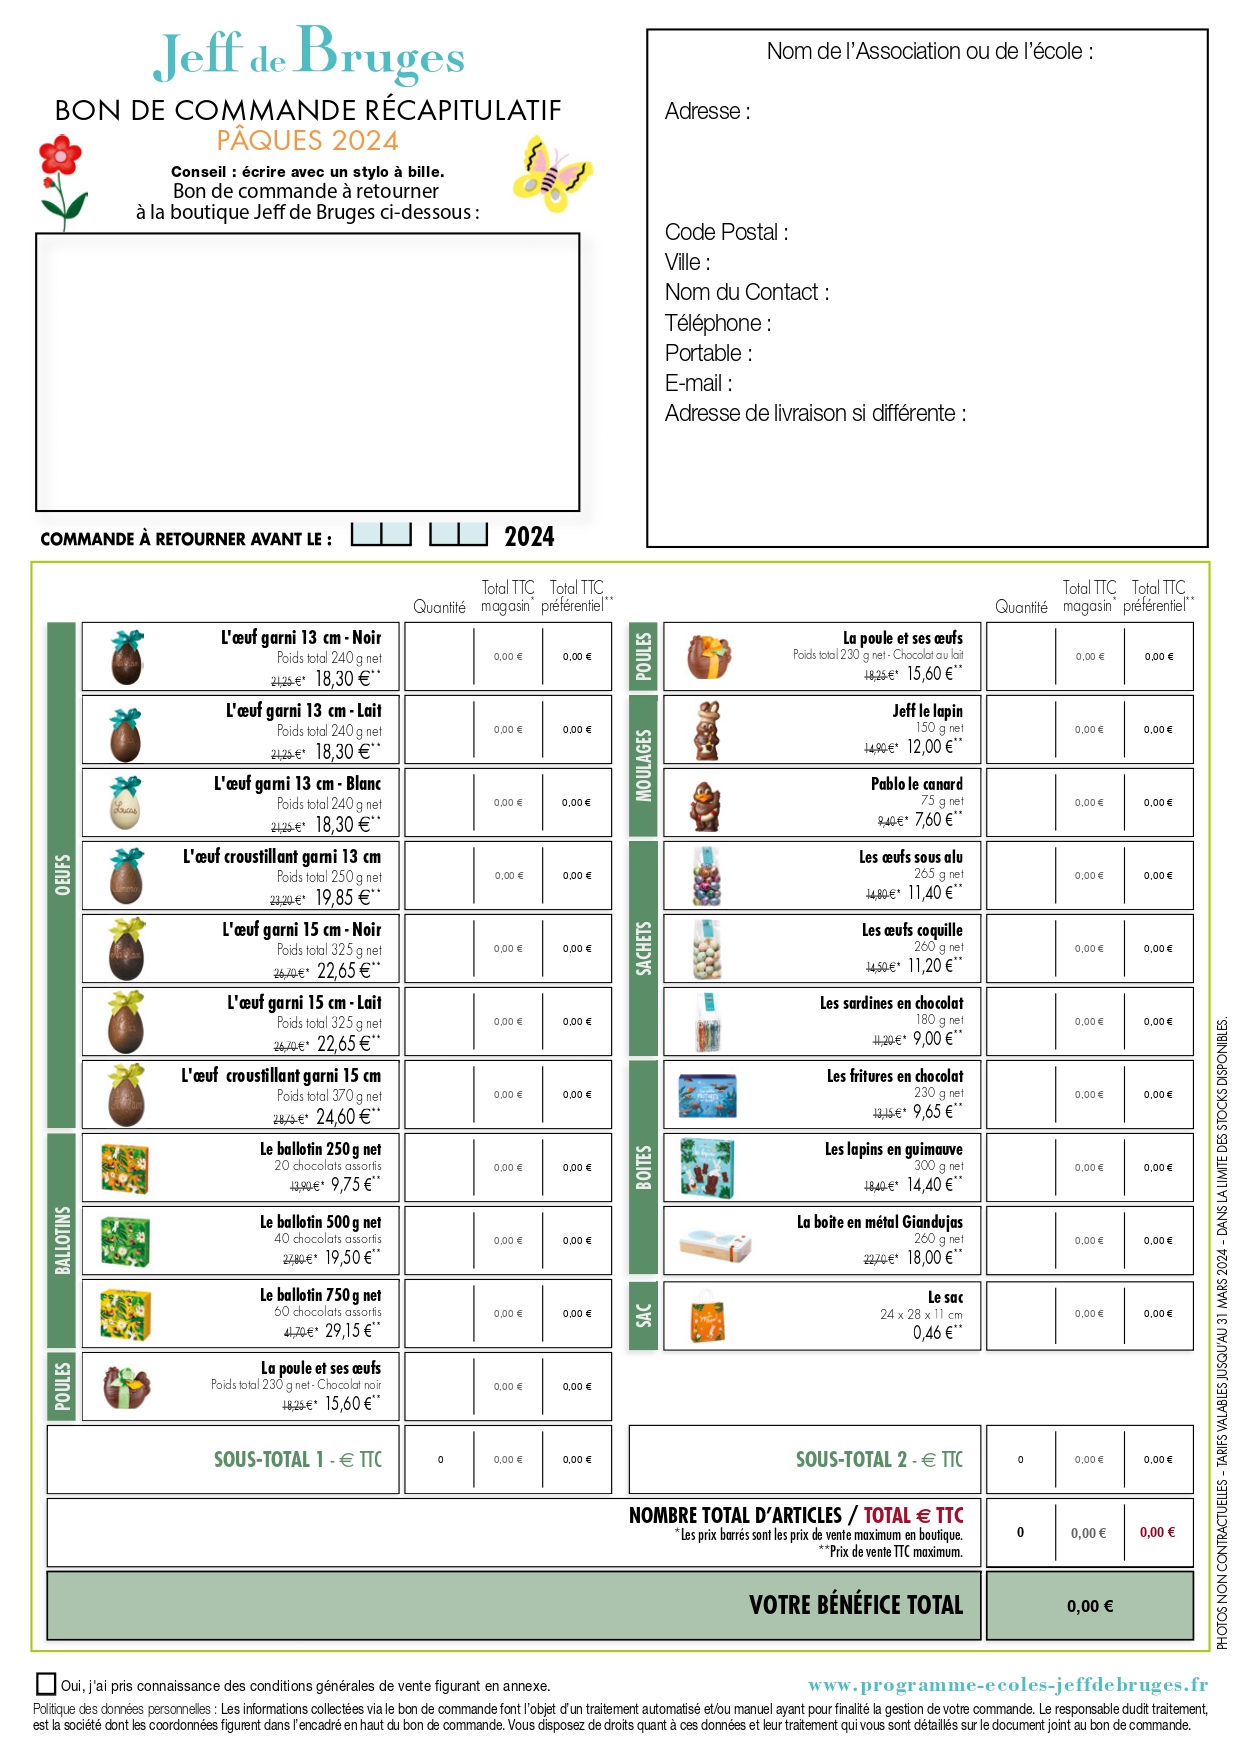 Jeff de Bruges
BON DE COMMANDE RÉCAPITULATIF
PÂQUES 2024
Conseil : écrire avec un stylo à bille.
Bon de commande à retourner
à la boutique Jeff de Bruges ci-dessous :
COMMANDE À RETOURNER AVANT LE : 2024
Nom de l'Association ou de l'école :
Adresse :
Code Postal :
Ville :
Nom du Contact :
Téléphone :
Portable :
E-mail :
Adresse de livraison si différente :
Quantité Total TTC magasin* Total TTC préférentiel**
OEUFS
L'œuf garni 13 cm - Noir
Poids total 240 g net
21,25 €* 18,30 €**
0,00 € 0,00 €
L'œuf garni 13 cm - Lait
Poids total 240 g net
21,25 €* 18,30 €**
0,00 € 0,00 €
L'œuf garni 13 cm - Blanc
Poids total 240 g net
21,25 €* 18,30 €**
0,00 € 0,00 €
L'œuf croustillant garni 13 cm
Poids total 250 g net
23,20 €* 19,85 €**
0,00 € 0,00 €
L'œuf garni 15 cm - Noir
Poids total 325 g net
26,70 €* 22,65 €**
0,00 € 0,00 €
L'œuf garni 15 cm - Lait
Poids total 325 g net
26,70 €* 22,65 €**
0,00 € 0,00 €
L'œuf croustillant garni 15 cm
Poids total 370 g net
28,75 €* 24,60 €**
0,00 € 0,00 €
BALLOTINS
Le ballotin 250 g net
20 chocolats assortis
13,90 €* 9,75 €**
0,00 € 0,00 €
Le ballotin 500 g net
40 chocolats assortis
27,80 €* 19,50 €**
0,00 € 0,00 €
Le ballotin 750 g net
60 chocolats assortis
41,70 €* 29,15 €**
0,00 € 0,00 €
POULES
La poule et ses œufs
Poids total 230 g net - Chocolat noir
18,25 €* 15,60 €**
0,00 € 0,00 €
SOUS-TOTAL 1 - € TTC
0 0,00 € 0,00 €
Quantité Total TTC magasin* Total TTC préférentiel**
POULES
La poule et ses œufs
Poids total 230 g net - Chocolat au lait
18,25 €* 15,60 €**
0,00 € 0,00 €
MOULAGES
Jeff le lapin
150 g net
14,90 €* 12,00 €**
0,00 € 0,00 €
Pablo le canard
75 g net
9,40 €* 7,60 €**
0,00 € 0,00 €
SACHETS
Les œufs sous alu
265 g net
14,80 €* 11,40 €**
0,00 € 0,00 €
Les œufs coquille
260 g net
14,50 €* 11,20 €**
0,00 € 0,00 €
Les sardines en chocolat
180 g net
11,20 €* 9,00 €**
0,00 € 0,00 €
BOITES
Les fritures en chocolat
230 g net
13,15 €* 9,65 €**
0,00 € 0,00 €
Les lapins en guimauve
300 g net
18,40 €* 14,40 €**
0,00 € 0,00 €
La boite en métal Giandujas
260 g net
22,70 €* 18,00 €**
0,00 € 0,00 €
SAC
Le sac
24 x 28 x 11 cm
0,46 €**
0,00 € 0,00 €
SOUS-TOTAL 2 - € TTC
0 0,00 € 0,00 €
NOMBRE TOTAL D'ARTICLES / TOTAL € TTC
*Les prix barrés sont les prix de vente maximum en boutique.
**Prix de vente TTC maximum.
0 0,00 € 0,00 €
VOTRE BÉNÉFICE TOTAL 0,00 €
PHOTOS NON CONTRACTUELLES – TARIFS VALABLES JUSQU'AU 31 MARS 2024 – DANS LA LIMITE DES STOCKS DISPONIBLES.
Oui, j'ai pris connaissance des conditions générales de vente figurant en annexe.
www.programme-ecoles-jeffdebruges.fr
Politique des données personnelles : Les informations collectées via le bon de commande font l'objet d'un traitement automatisé et/ou manuel ayant pour finalité la gestion de votre commande. Le responsable dudit traitement,
est la société dont les coordonnées figurent dans l'encadré en haut du bon de commande. Vous disposez de droits quant à ces données et leur traitement qui vous sont détaillés sur le document joint au bon de commande.